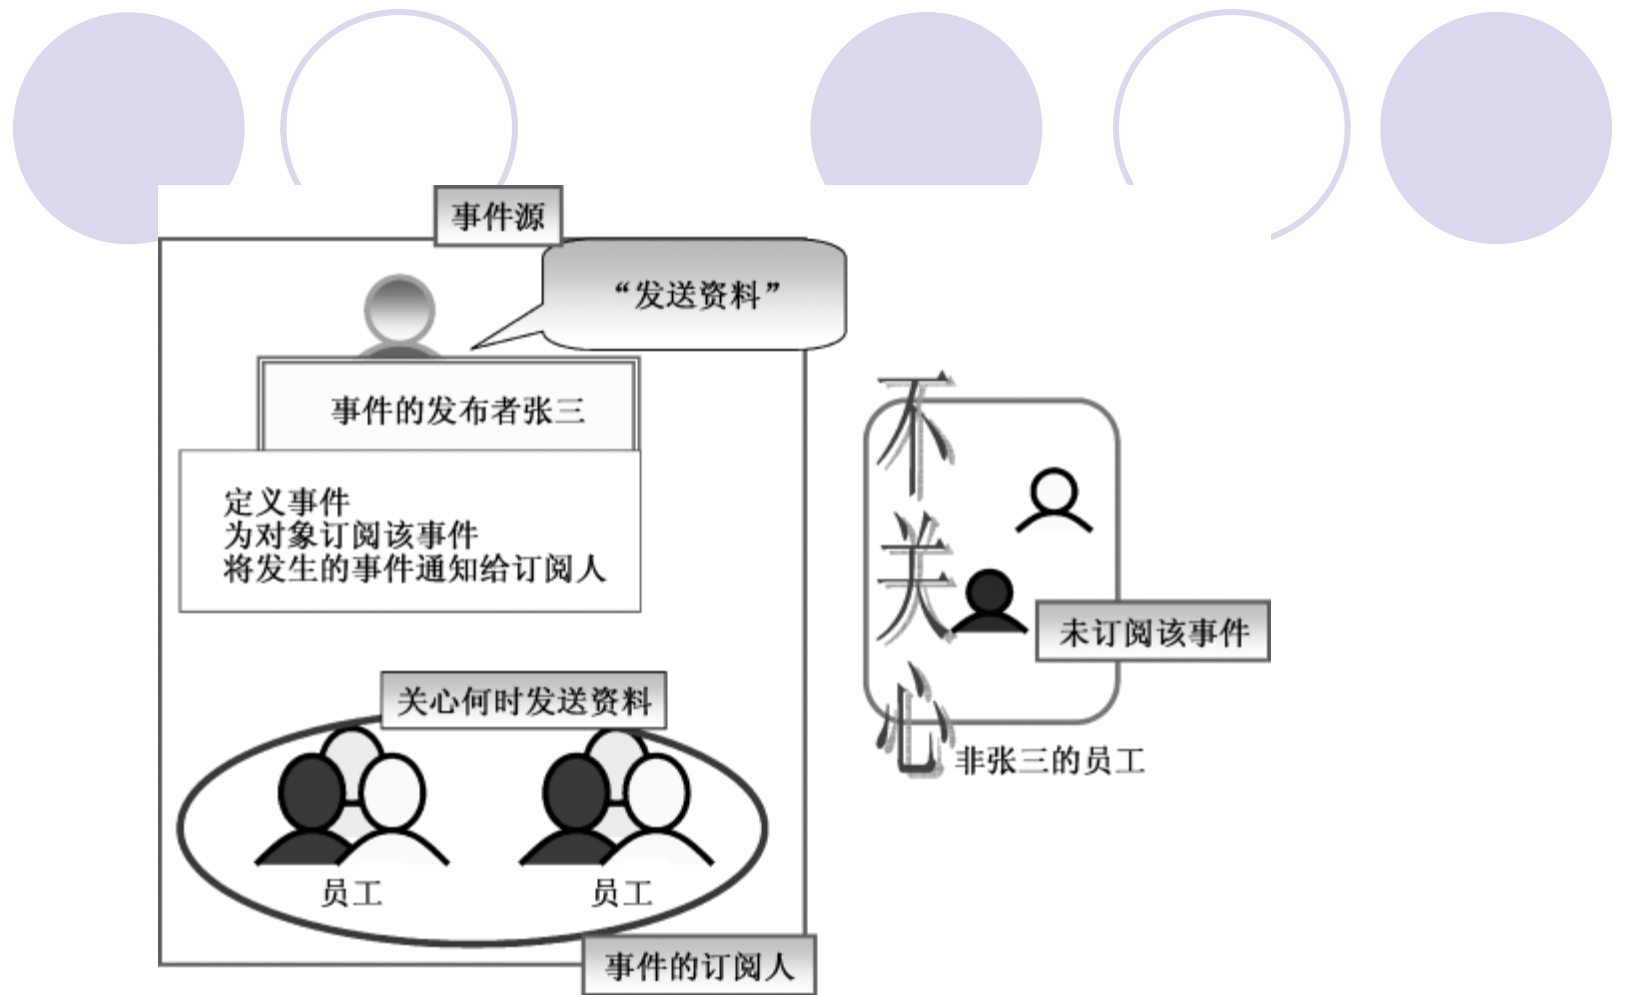 事件源
“发送资料”
事件的发布者张三
定义事件
为对象订阅该事件
将发生的事件通知给订阅人
关心何时发送资料
员工
员工
事件的订阅人
不关心
未订阅该事件
非张三的员工